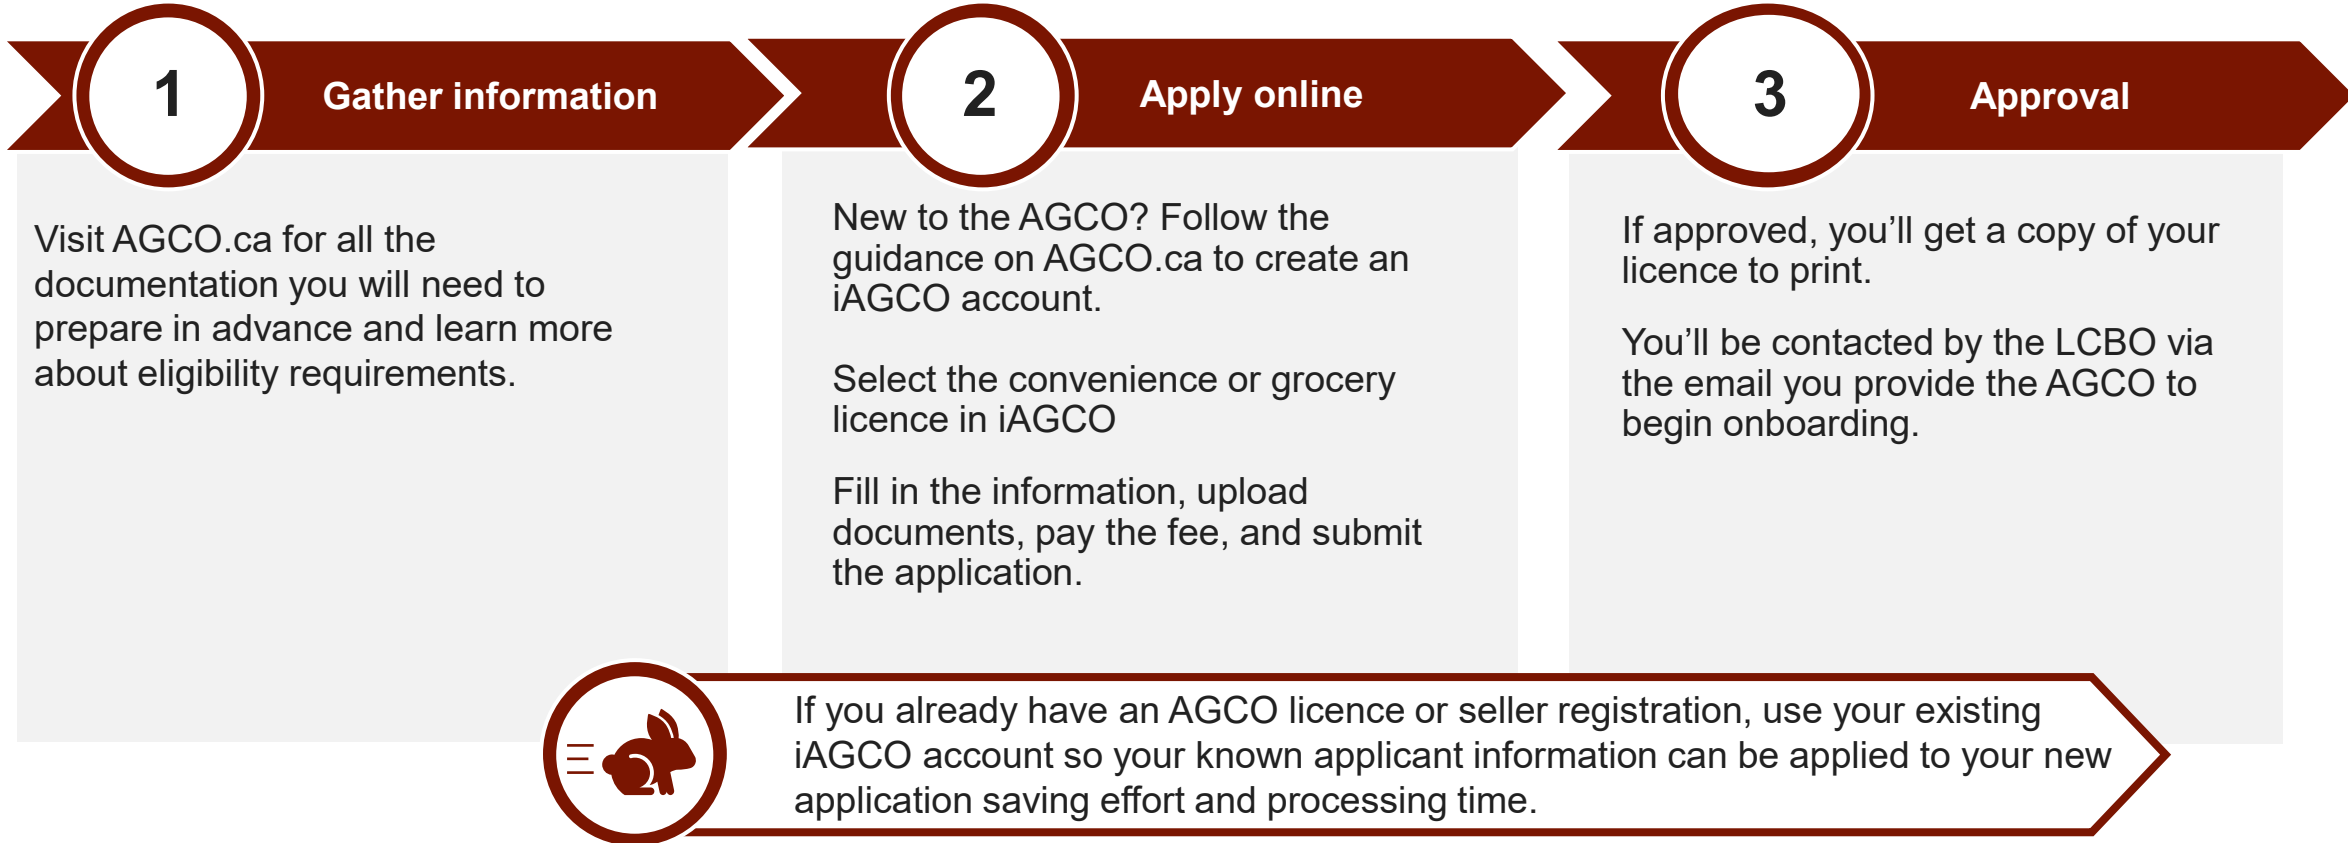 1
Gather information
Visit AGCO.ca for all the
documentation you will need to
prepare in advance and learn more
about eligibility requirements.
2
Apply online
New to the AGCO? Follow the
guidance on AGCO.ca to create an
iAGCO account.
Select the convenience or grocery
licence in iAGCO
Fill in the information, upload
documents, pay the fee, and submit
the application.
3
Approval
If approved, you’ll get a copy of your
licence to print.
You’ll be contacted by the LCBO via
the email you provide the AGCO to
begin onboarding.
If you already have an AGCO licence or seller registration, use your existing
iAGCO account so your known applicant information can be applied to your new
application saving effort and processing time.